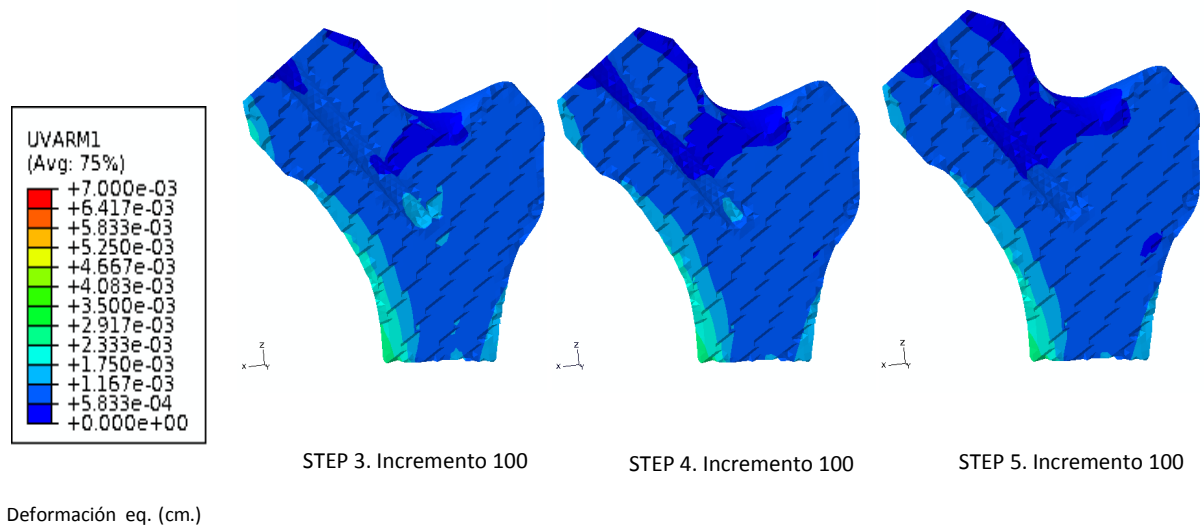 UVARM1
(Avg: 75%)
+7.000e-03
+6.417e-03
+5.833e-03
+5.250e-03
+4.667e-03
+4.083e-03
+3.500e-03
+2.917e-03
+2.333e-03
+1.750e-03
+1.167e-03
+5.833e-04
+0.000e+00
Z
X Y
Z
X Y
Z
X Y
STEP 3. Incremento 100
STEP 4. Incremento 100
STEP 5. Incremento 100
Deformación eq. (cm.)